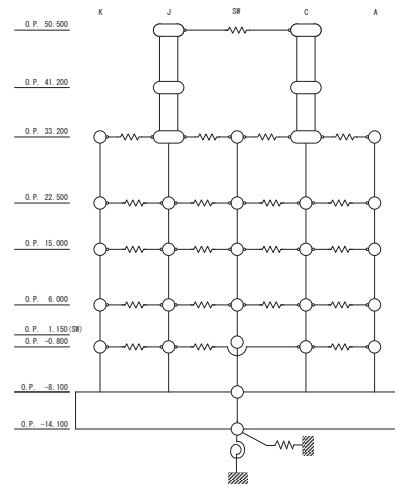 K J SW C A
O.P. 50.500
O.P. 41.200
O.P. 33.200
O.P. 22.500
O.P. 15.000
O.P. 6.000
O.P. 1.150(SW)
O.P. -0.800
O.P. -8.100
O.P. -14.100